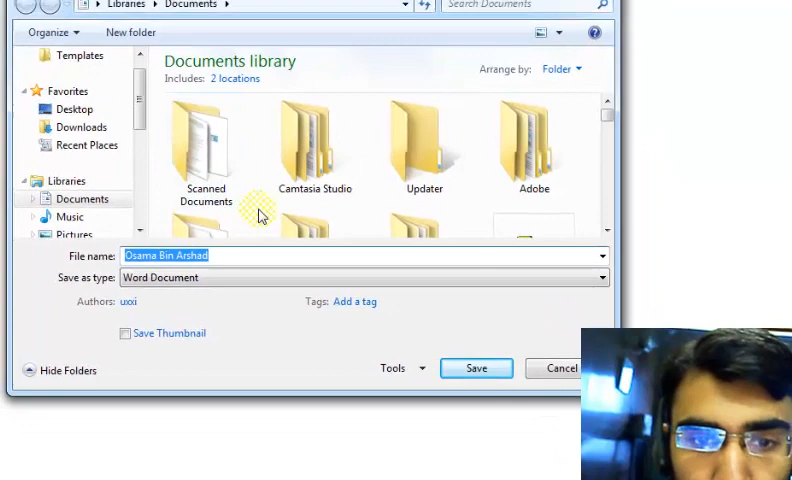 Libraries ▸ Documents ▸ Search Documents
Organize ▾ New folder
Templates
Favorites
Desktop
Downloads
Recent Places
Libraries
Documents
Music
Pictures
Documents library
Includes: 2 locations
Arrange by: Folder ▾
Scanned Documents
Camtasia Studio
Updater
Adobe
File name: Osama Bin Arshad
Save as type: Word Document
Authors: uxxi Tags: Add a tag
Save Thumbnail
Hide Folders Tools ▾ Save Cancel